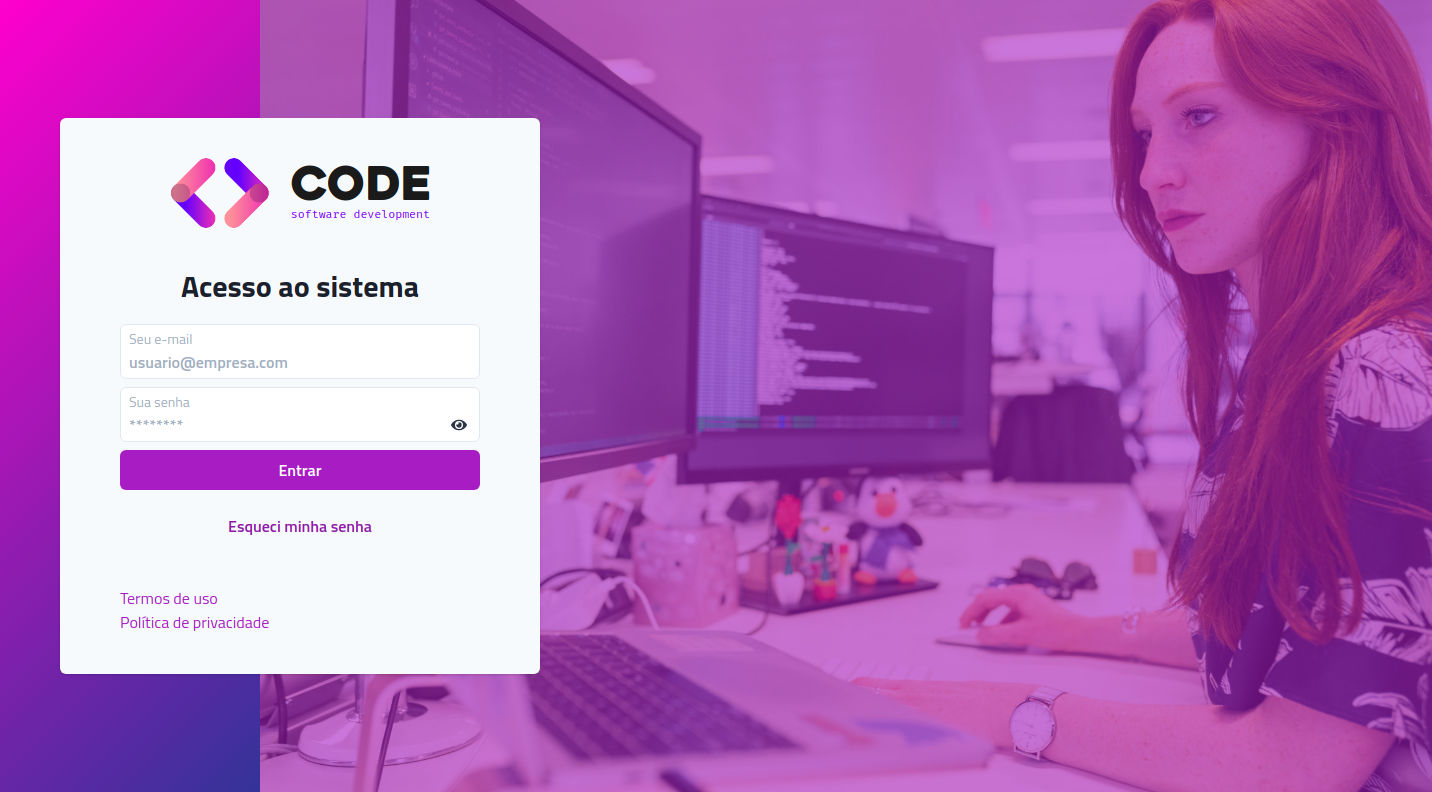 CODE
software development
Acesso ao sistema
Seu e-mail
usuario@empresa.com
Sua senha
********
Entrar
Esqueci minha senha
Termos de uso
Política de privacidade